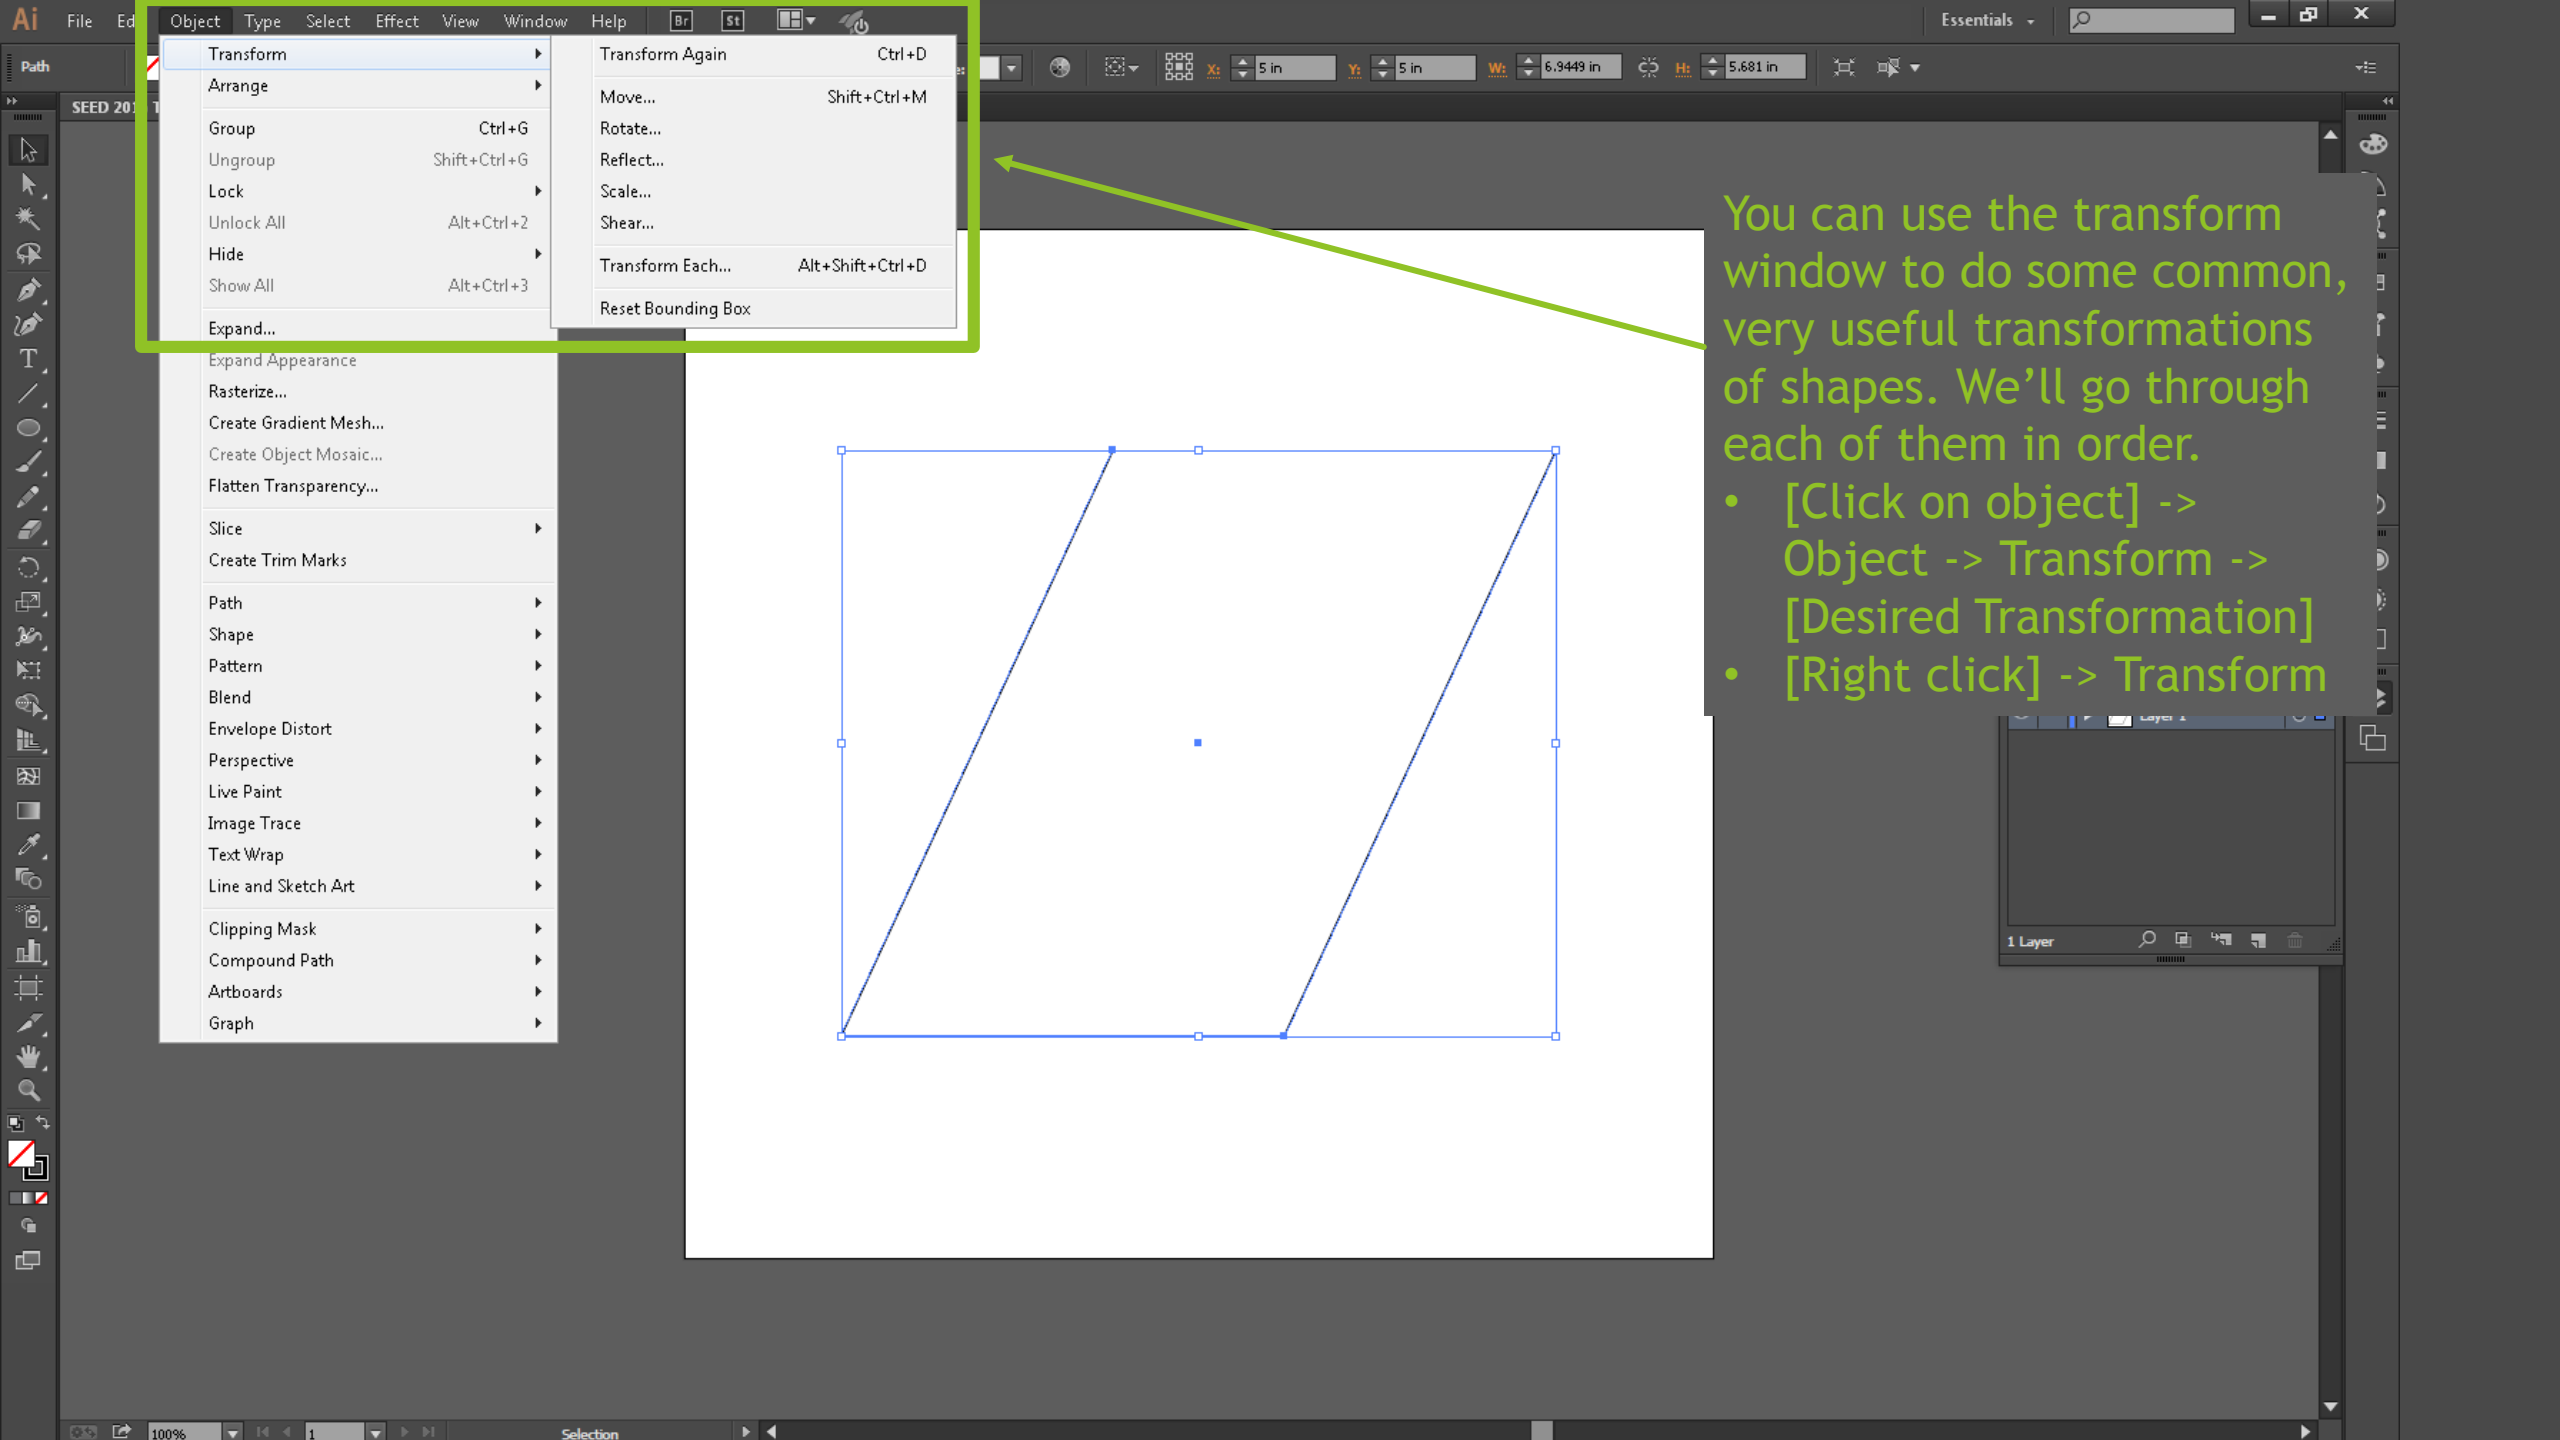 Ai File Ed Object Type Select Effect View Window Help Br St Essentials
Path X: 5 in Y: 5 in W: 6.9449 in H: 5.681 in
SEED 201
Transform
Arrange
Group Ctrl+G
Ungroup Shift+Ctrl+G
Lock
Unlock All Alt+Ctrl+2
Hide
Show All Alt+Ctrl+3
Expand...
Expand Appearance
Rasterize...
Create Gradient Mesh...
Create Object Mosaic...
Flatten Transparency...
Slice
Create Trim Marks
Path
Shape
Pattern
Blend
Envelope Distort
Perspective
Live Paint
Image Trace
Text Wrap
Line and Sketch Art
Clipping Mask
Compound Path
Artboards
Graph
Transform Again Ctrl+D
Move... Shift+Ctrl+M
Rotate...
Reflect...
Scale...
Shear...
Transform Each... Alt+Shift+Ctrl+D
Reset Bounding Box
You can use the transform
window to do some common,
very useful transformations
of shapes. We’ll go through
each of them in order.
• [Click on object] ->
Object -> Transform ->
[Desired Transformation]
• [Right click] -> Transform
Layer 1
1 Layer
100% 1 Selection